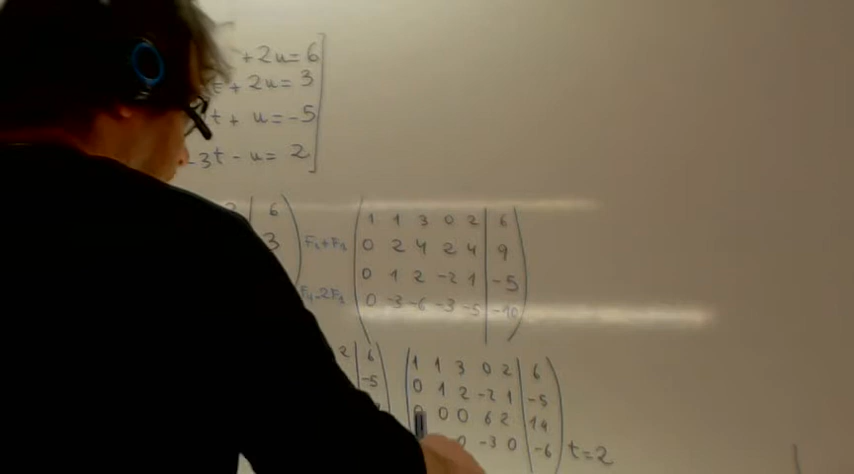 +2u=6
t+2u=3
t+u=-5
-3t-u=2
6
3
F₂+F₁
F₄-2F₁
1 1 3 0 2 | 6
0 2 4 2 4 | 9
0 1 2 -2 1 | -5
0 -3 -6 -3 -5 | -10
2 | 6
-5
1 1 3 0 2 | 6
0 1 2 -2 1 | -5
0 0 0 6 2 | 14
0 -3 0 | -6
t=2